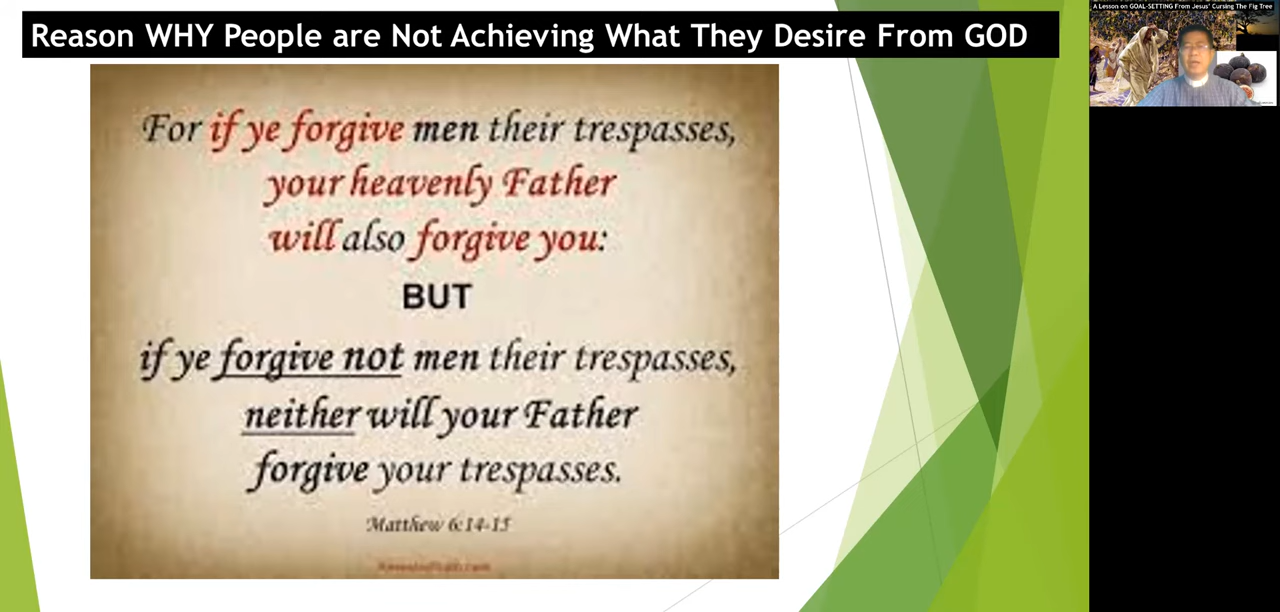 Reason WHY People are Not Achieving What They Desire From GOD
A Lesson on GOAL-SETTING From Jesus' Cursing The Fig Tree
For if ye forgive men their trespasses,
your heavenly Father
will also forgive you:
BUT
if ye forgive not men their trespasses,
neither will your Father
forgive your trespasses.
Matthew 6:14-15